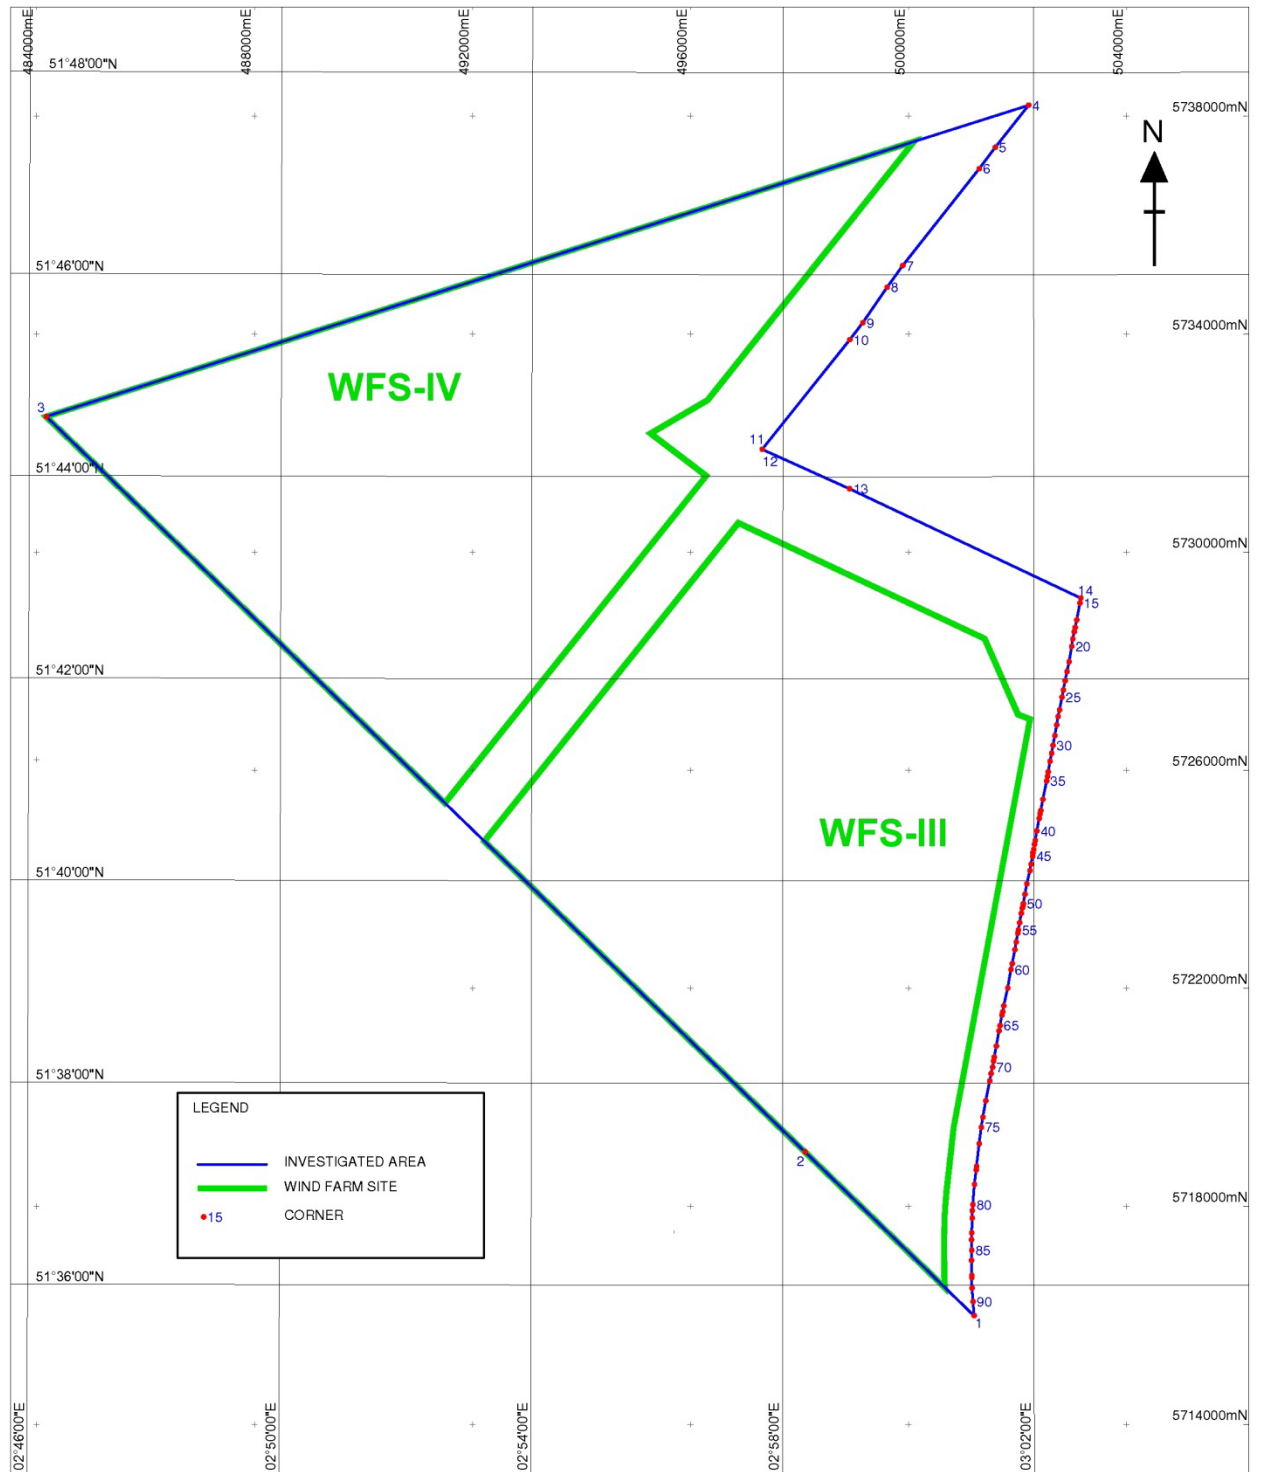 484000mE
488000mE
492000mE
496000mE
500000mE
504000mE
51°48'00"N
5738000mN
4
N
5
6
51°46'00"N
7
8
9
5734000mN
10
WFS-IV
3
11
12
51°44'00"N
13
5730000mN
14
15
20
51°42'00"N
25
30
5726000mN
35
WFS-III
40
45
51°40'00"N
50
55
60
5722000mN
65
70
51°38'00"N
LEGEND
75
2
INVESTIGATED AREA
WIND FARM SITE
15 CORNER
80
5718000mN
85
51°36'00"N
90
1
02°46'00"E
02°50'00"E
02°54'00"E
02°58'00"E
03°02'00"E
5714000mN